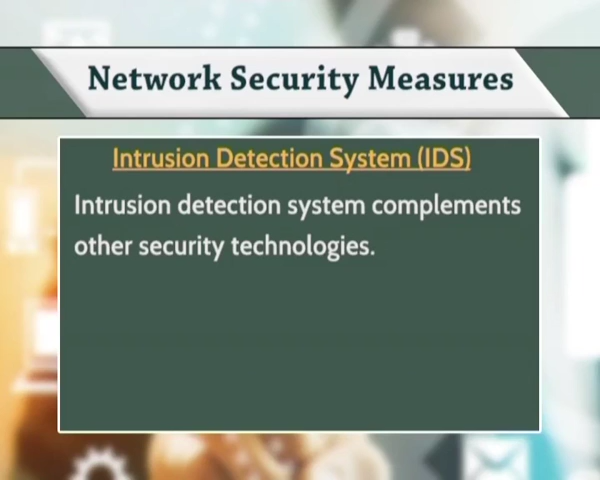 Network Security Measures
Intrusion Detection System (IDS)
Intrusion detection system complements
other security technologies.